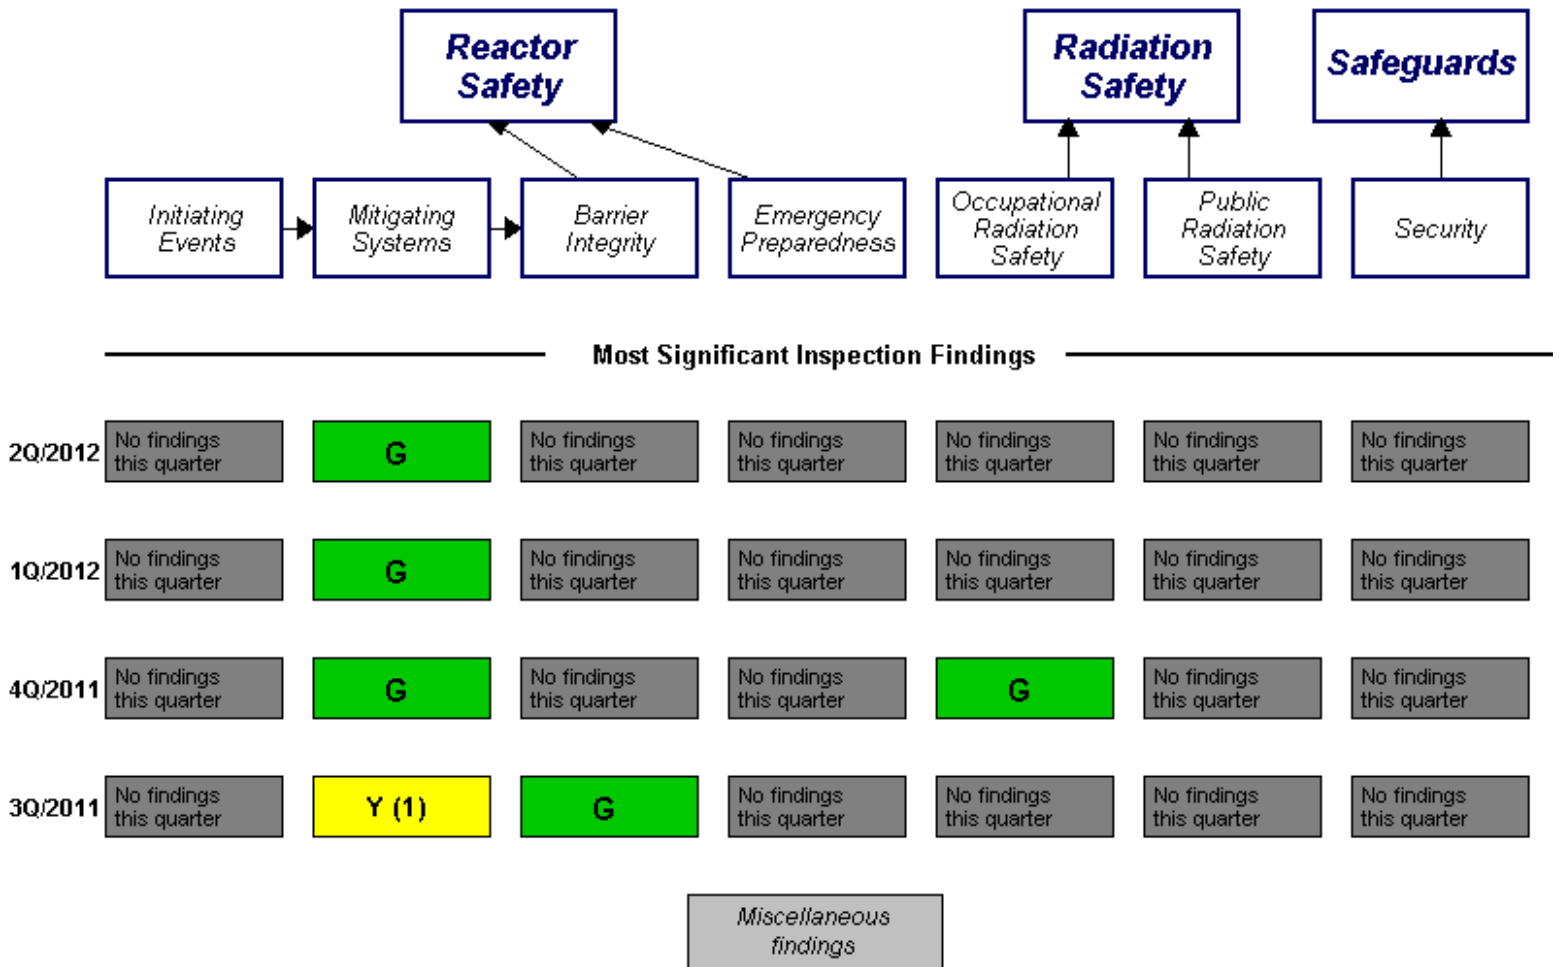 Reactor
Safety
Radiation
Safety
Safeguards
Initiating
Events
Mitigating
Systems
Barrier
Integrity
Emergency
Preparedness
Occupational
Radiation
Safety
Public
Radiation
Safety
Security
Most Significant Inspection Findings
2Q/2012
No findings
this quarter
G
No findings
this quarter
No findings
this quarter
No findings
this quarter
No findings
this quarter
No findings
this quarter
1Q/2012
No findings
this quarter
G
No findings
this quarter
No findings
this quarter
No findings
this quarter
No findings
this quarter
No findings
this quarter
4Q/2011
No findings
this quarter
G
No findings
this quarter
No findings
this quarter
G
No findings
this quarter
No findings
this quarter
3Q/2011
No findings
this quarter
Y (1)
G
No findings
this quarter
No findings
this quarter
No findings
this quarter
No findings
this quarter
Miscellaneous
findings